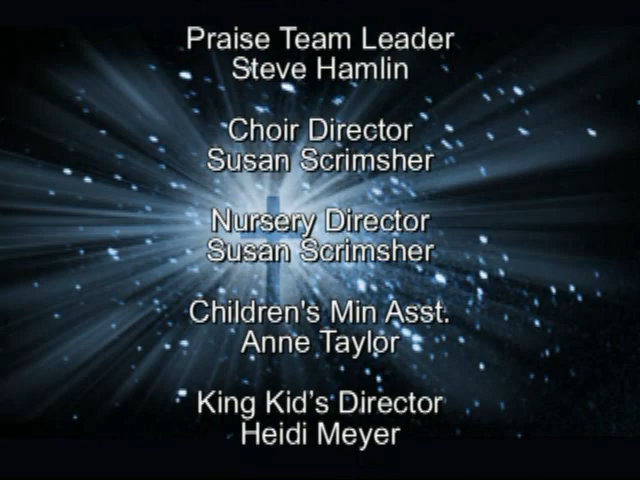 Praise Team Leader
Steve Hamlin
Choir Director
Susan Scrimsher
Nursery Director
Susan Scrimsher
Children's Min Asst.
Anne Taylor
King Kid’s Director
Heidi Meyer